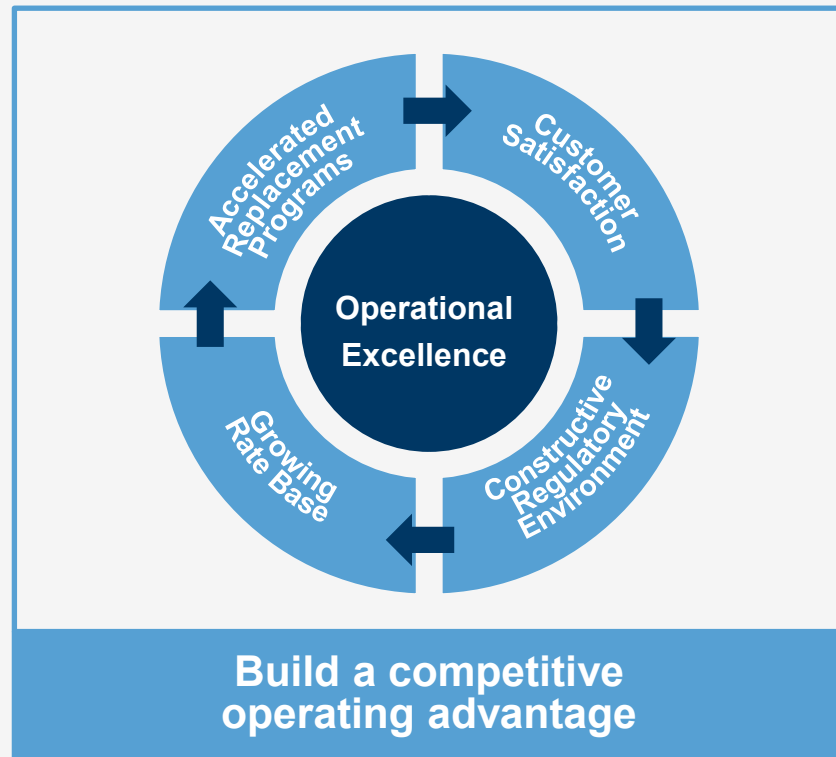 Accelerated
Replacement
Programs
Customer
Satisfaction
Operational
Excellence
Growing
Rate Base
Constructive
Regulatory
Environment
Build a competitive
operating advantage